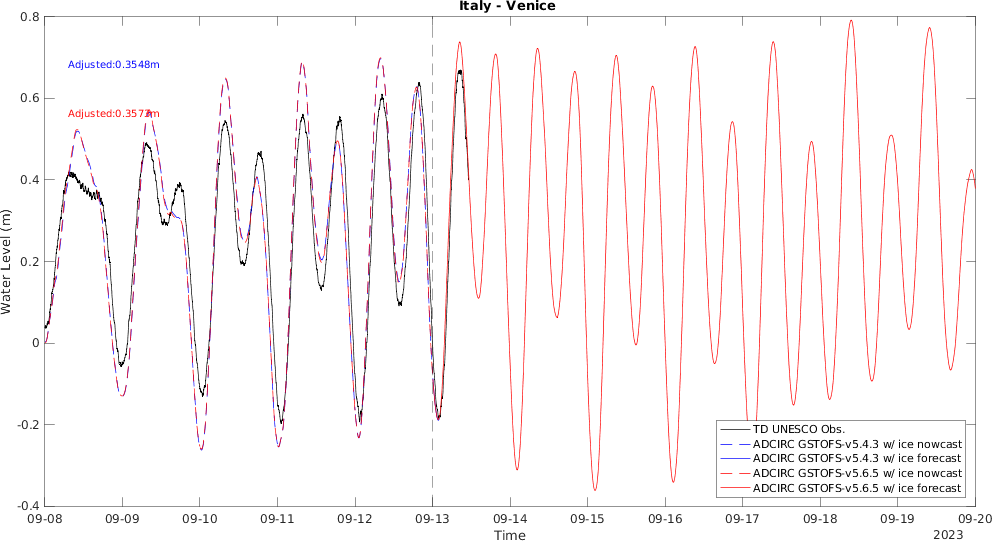 Italy - Venice
0.8
0.6
0.4
0.2
0
-0.2
-0.4
Water Level (m)
Adjusted:0.3548m
Adjusted:0.3572m
TD UNESCO Obs.
ADCIRC GSTOFS-v5.4.3 w/ ice nowcast
ADCIRC GSTOFS-v5.4.3 w/ ice forecast
ADCIRC GSTOFS-v5.6.5 w/ ice nowcast
ADCIRC GSTOFS-v5.6.5 w/ ice forecast
09-08 09-09 09-10 09-11 09-12 09-13 09-14 09-15 09-16 09-17 09-18 09-19 09-20
Time
2023